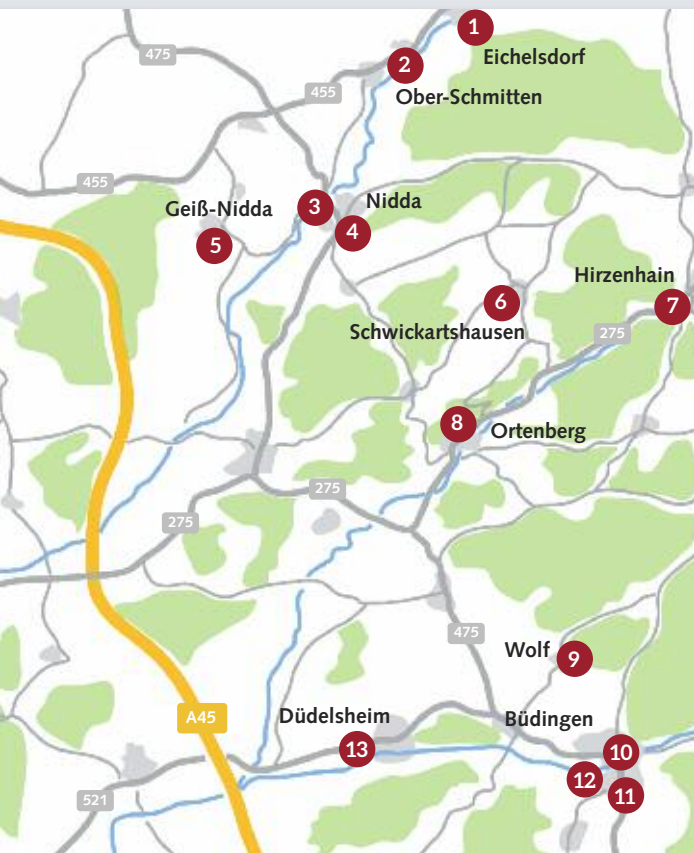 1
475
Eichelsdorf
2
455
Ober-Schmitten
455
Geiß-Nidda
3
Nidda
4
5
Hirzenhain
6
7
Schwickartshausen
275
8
Ortenberg
275
275
475
Wolf
9
A45
Düdelsheim
Büdingen
13
10
12
11
521